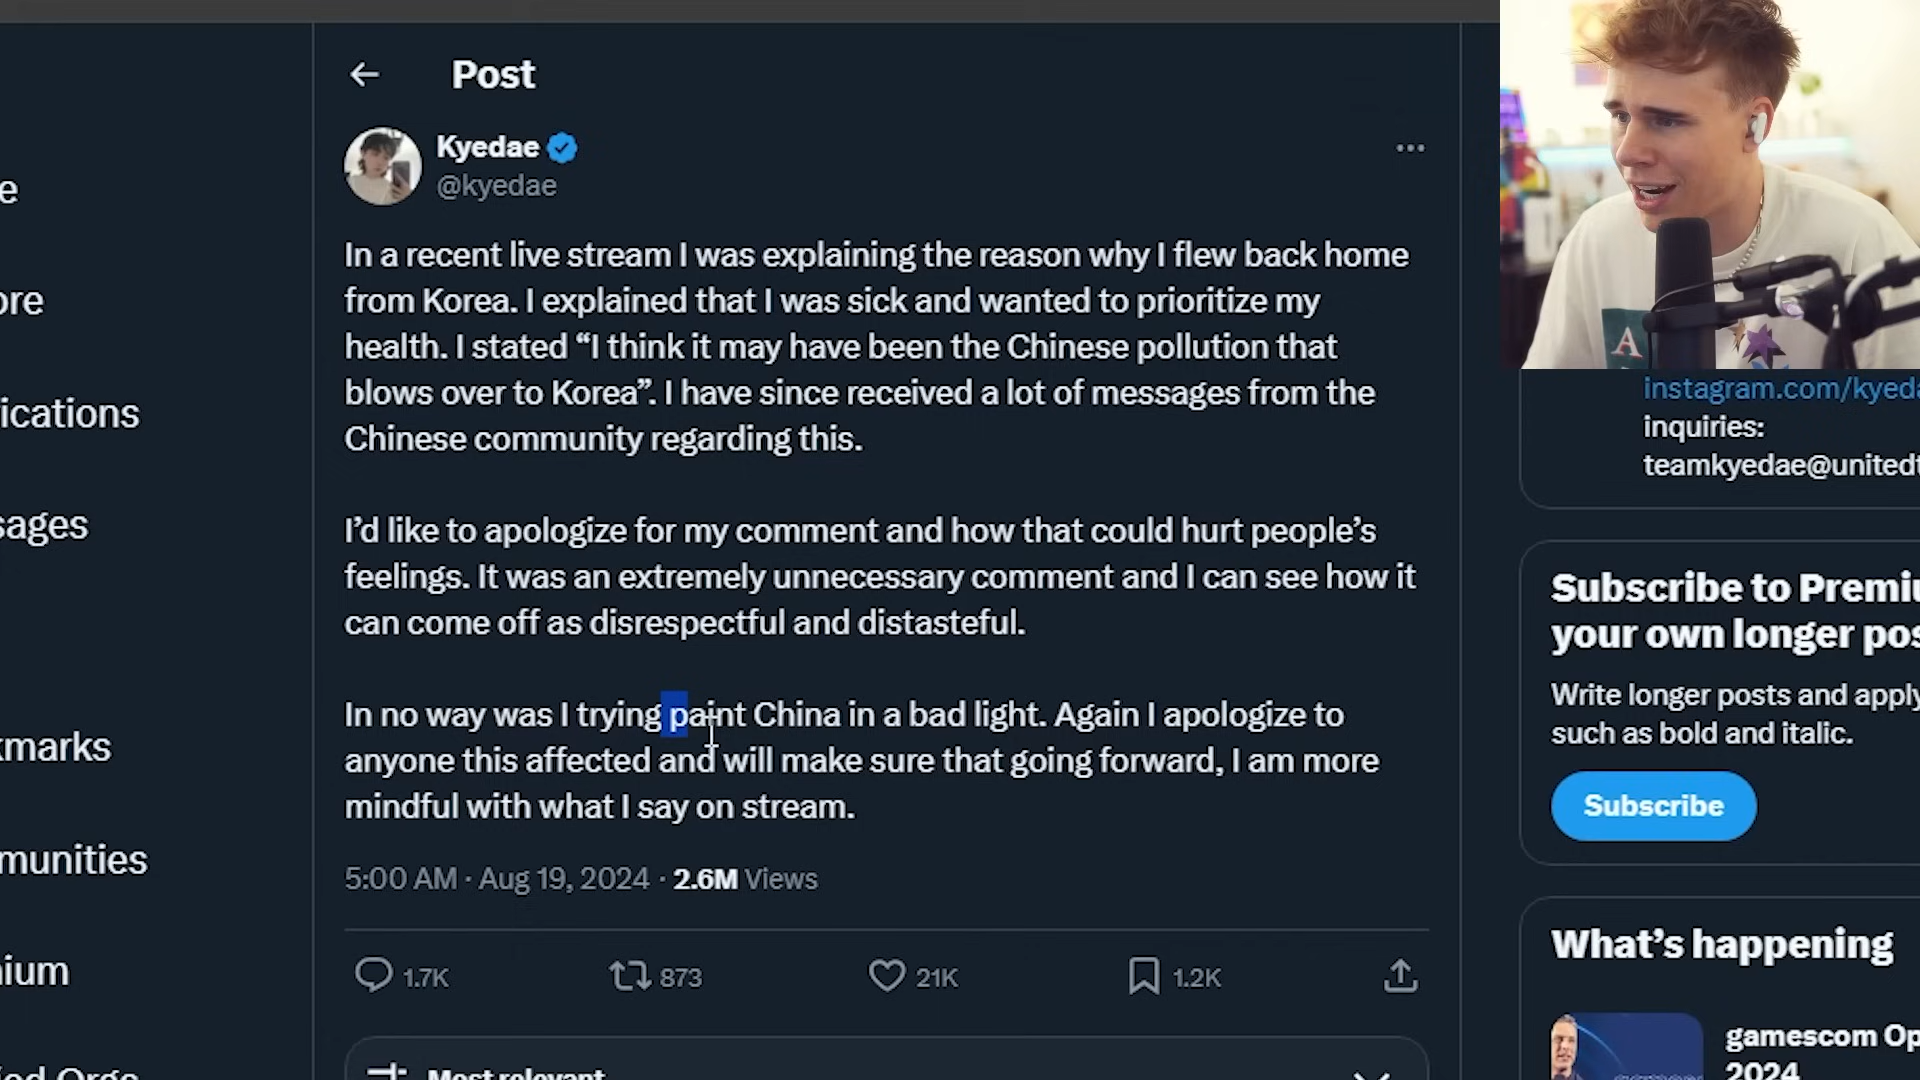 Post
Kyedae
@kyedae
In a recent live stream I was explaining the reason why I flew back home
from Korea. I explained that I was sick and wanted to prioritize my
health. I stated “I think it may have been the Chinese pollution that
blows over to Korea”. I have since received a lot of messages from the
Chinese community regarding this.
I’d like to apologize for my comment and how that could hurt people’s
feelings. It was an extremely unnecessary comment and I can see how it
can come off as disrespectful and distasteful.
In no way was I trying paint China in a bad light. Again I apologize to
anyone this affected and will make sure that going forward, I am more
mindful with what I say on stream.
5:00 AM · Aug 19, 2024 · 2.6M Views
1.7K 873 21K 1.2K
Most relevant
e
ore
ications
sages
kmarks
munities
nium
A
instagram.com/kyeda
inquiries:
teamkyedae@unitedt
Subscribe to Premiu
your own longer pos
Write longer posts and apply
such as bold and italic.
Subscribe
What’s happening
gamescom Op
2024